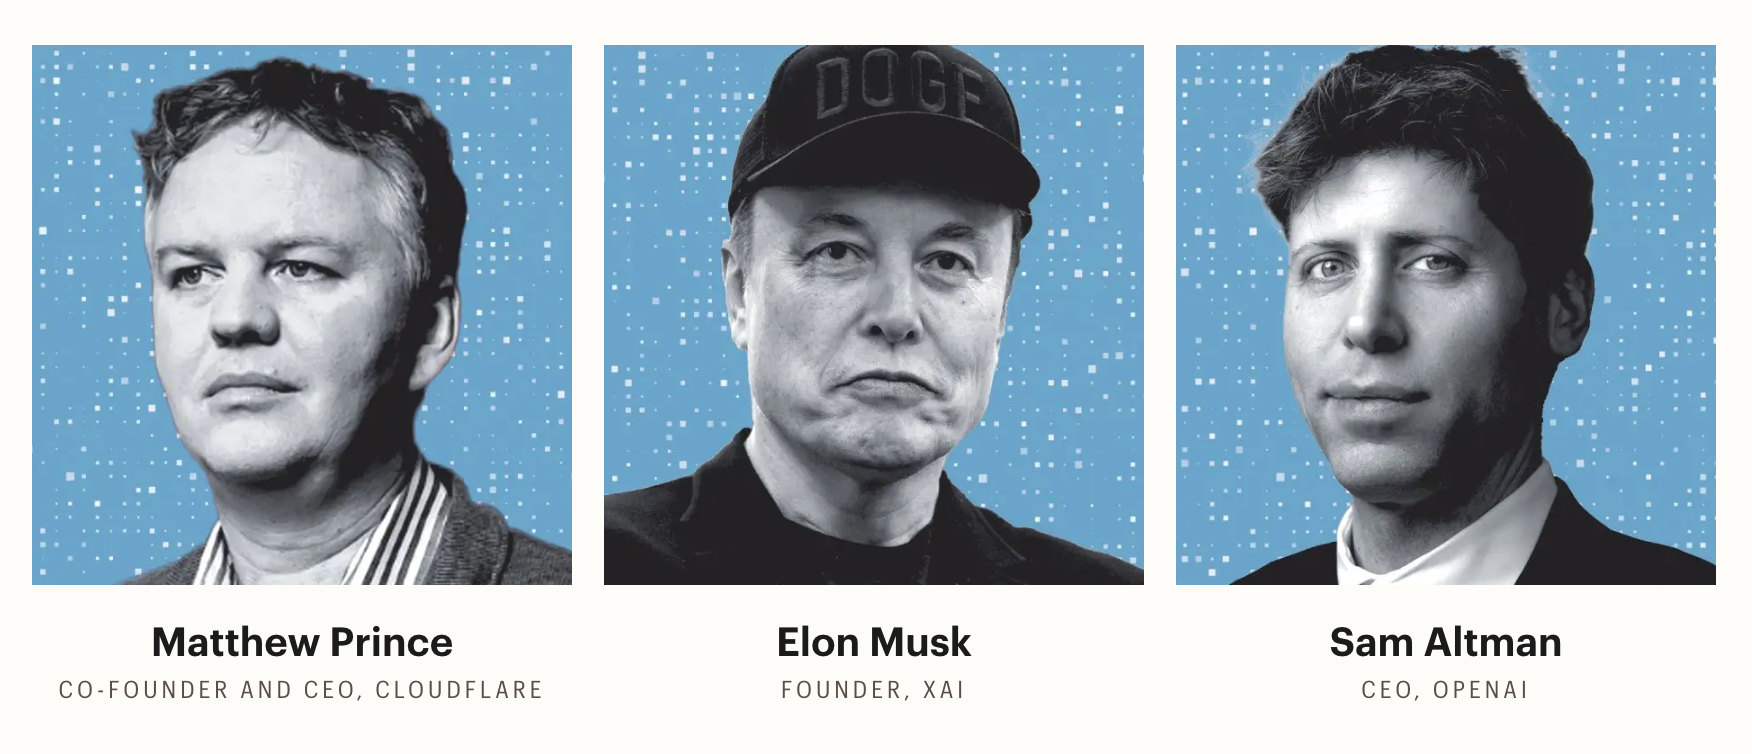 DOGE
Matthew Prince
CO-FOUNDER AND CEO, CLOUDFLARE
Elon Musk
FOUNDER, XAI
Sam Altman
CEO, OPENAI